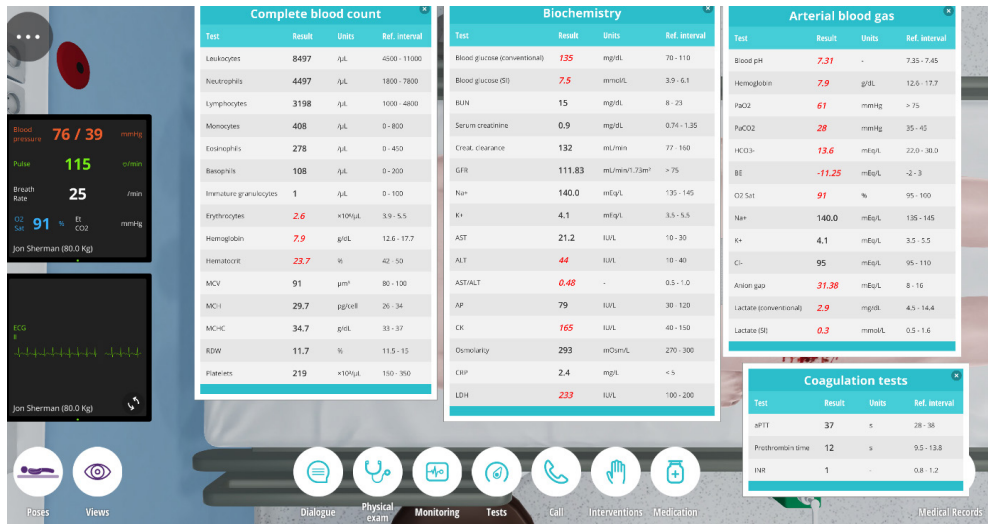 Blood pressure 76 / 39 mmHg
Pulse 115 /min
Breath Rate 25 /min
O2 Sat 91 % Et CO2 mmHg
Jon Sherman (80.0 Kg)
ECG
II
Jon Sherman (80.0 Kg)
Complete blood count
Test Result Units Ref. interval
Leukocytes 8497 /µL 4500 - 11000
Neutrophils 4497 /µL 1800 - 7800
Lymphocytes 3198 /µL 1000 - 4800
Monocytes 408 /µL 0 - 800
Eosinophils 278 /µL 0 - 450
Basophils 108 /µL 0 - 200
Immature granulocytes 1 /µL 0 - 100
Erythrocytes 2.6 ×10⁶/µL 3.9 - 5.5
Hemoglobin 7.9 g/dL 12.6 - 17.7
Hematocrit 23.7 % 42 - 50
MCV 91 µm³ 80 - 100
MCH 29.7 pg/cell 26 - 34
MCHC 34.7 g/dL 33 - 37
RDW 11.7 % 11.5 - 15
Platelets 219 ×10³/µL 150 - 350
Biochemistry
Test Result Units Ref. interval
Blood glucose (conventional) 135 mg/dL 70 - 110
Blood glucose (SI) 7.5 mmol/L 3.9 - 6.1
BUN 15 mg/dL 8 - 23
Serum creatinine 0.9 mg/dL 0.74 - 1.35
Creat. clearance 132 mL/min 77 - 160
GFR 111.83 mL/min/1.73m² > 75
Na+ 140.0 mEq/L 135 - 145
K+ 4.1 mEq/L 3.5 - 5.5
AST 21.2 IU/L 10 - 30
ALT 44 IU/L 10 - 40
AST/ALT 0.48 - 0.5 - 1.0
AP 79 IU/L 30 - 120
CK 165 IU/L 40 - 150
Osmolarity 293 mOsm/L 270 - 300
CRP 2.4 mg/L < 5
LDH 233 IU/L 100 - 200
Arterial blood gas
Test Result Units Ref. interval
Blood pH 7.31 - 7.35 - 7.45
Hemoglobin 7.9 g/dL 12.6 - 17.7
PaO2 61 mmHg > 75
PaCO2 28 mmHg 35 - 45
HCO3- 13.6 mEq/L 22.0 - 30.0
BE -11.25 mEq/L -2 - 3
O2 Sat 91 % 95 - 100
Na+ 140.0 mEq/L 135 - 145
K+ 4.1 mEq/L 3.5 - 5.5
Cl- 95 mEq/L 95 - 110
Anion gap 31.38 mEq/L 8 - 16
Lactate (conventional) 2.9 mg/dL 4.5 - 14.4
Lactate (SI) 0.3 mmol/L 0.5 - 1.6
Coagulation tests
Test Result Units Ref. interval
aPTT 37 s 28 - 38
Prothrombin time 12 s 9.5 - 13.8
INR 1 - 0.8 - 1.2
Poses
Views
Dialogue
Physical exam
Monitoring
Tests
Call
Interventions
Medication
Medical Records